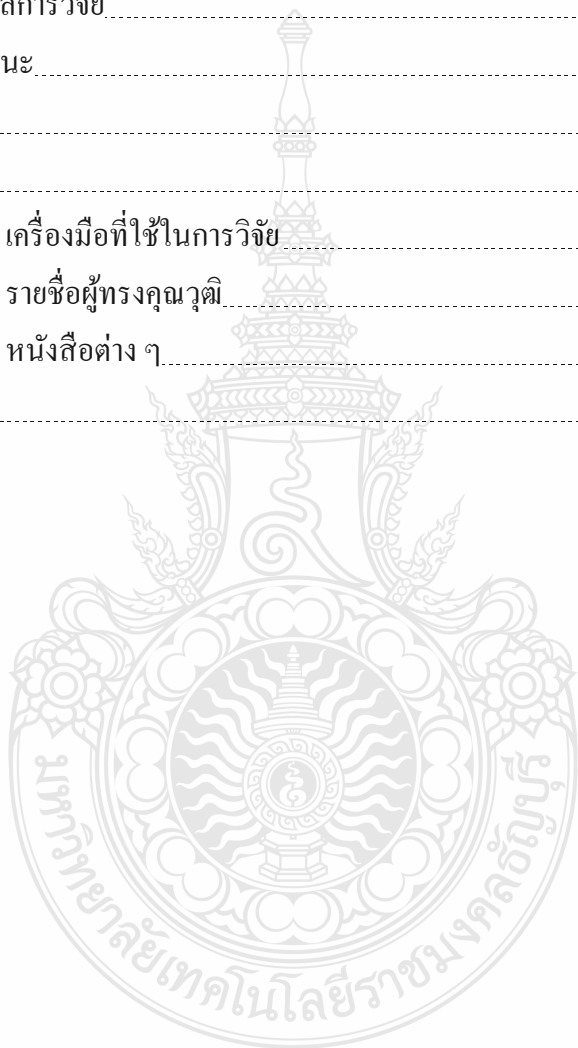 ลการวิจัย
นะ
เครื่องมือที่ใช้ในการวิจัย
รายชื่อผู้ทรงคุณวุฒิ
หนังสือต่าง ๆ
มหาวิทยาลัยเทคโนโลยีราชมงคลธัญบุรี